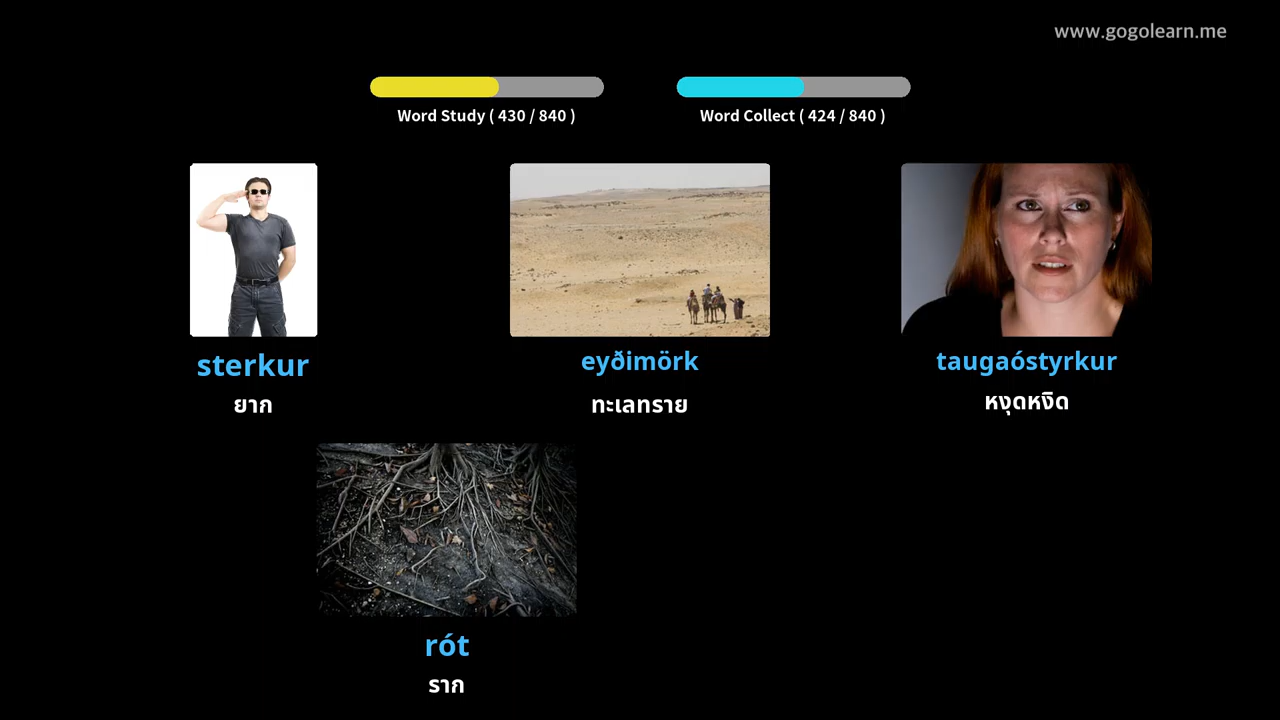 www.gogolearn.me
Word Study ( 430 / 840 )
Word Collect ( 424 / 840 )
sterkur
ยาก
eyðimörk
ทะเลทราย
taugaóstyrkur
หงุดหงิด
rót
ราก